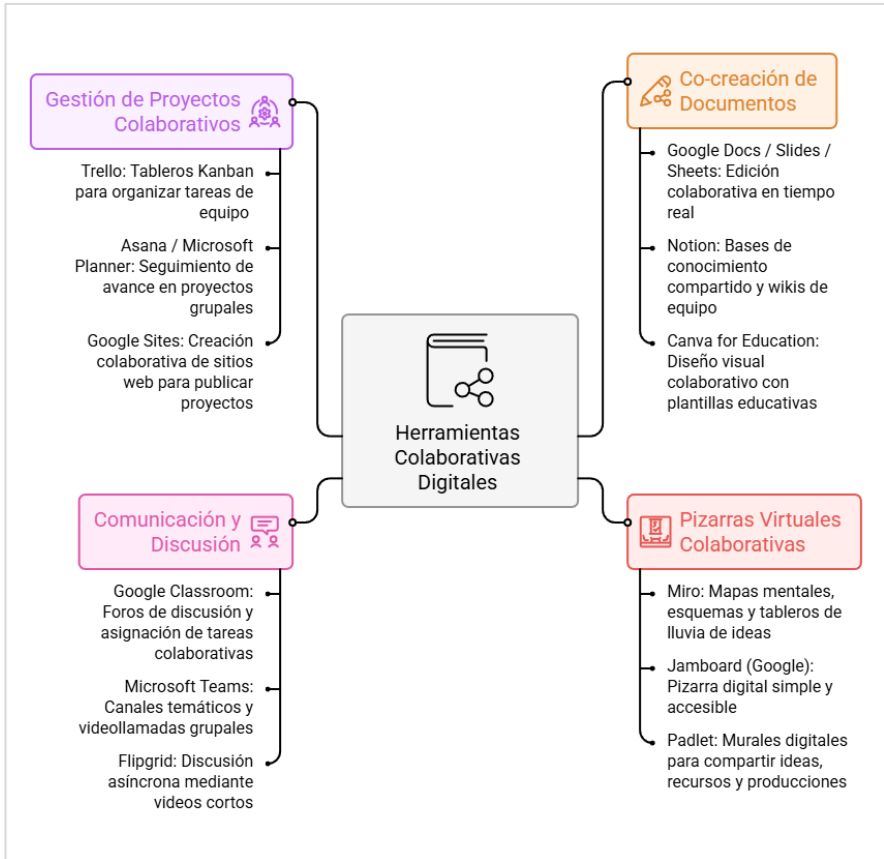 Gestión de Proyectos
Colaborativos
Trello: Tableros Kanban
para organizar tareas de
equipo
Asana / Microsoft
Planner: Seguimiento de
avance en proyectos
grupales
Google Sites: Creación
colaborativa de sitios
web para publicar
proyectos
Co-creación de
Documentos
Google Docs / Slides /
Sheets: Edición
colaborativa en tiempo
real
Notion: Bases de
conocimiento
compartido y wikis de
equipo
Canva for Education:
Diseño visual
colaborativo con
plantillas educativas
Herramientas
Colaborativas
Digitales
Comunicación y
Discusión
Google Classroom:
Foros de discusión y
asignación de tareas
colaborativas
Microsoft Teams:
Canales temáticos y
videollamadas grupales
Flipgrid: Discusión
asíncrona mediante
videos cortos
Pizarras Virtuales
Colaborativas
Miro: Mapas mentales,
esquemas y tableros de
lluvia de ideas
Jamboard (Google):
Pizarra digital simple y
accesible
Padlet: Murales digitales
para compartir ideas,
recursos y producciones